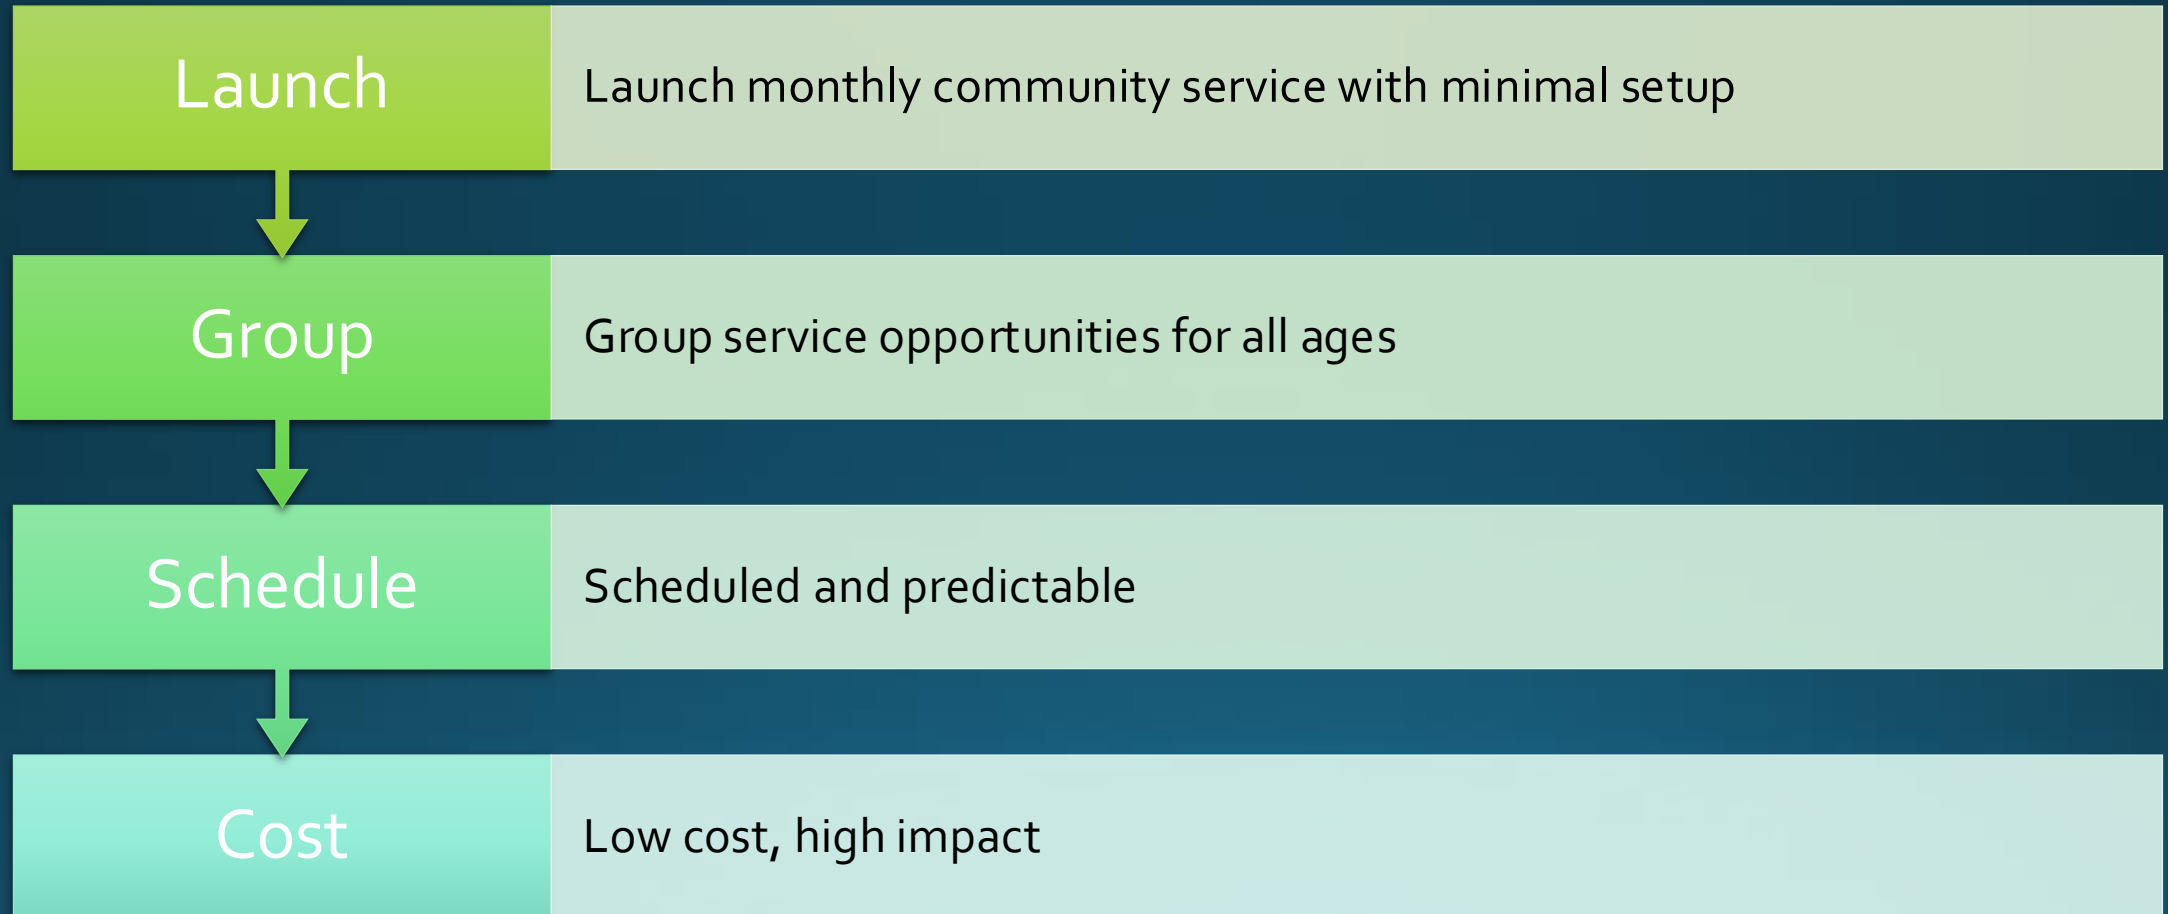 Launch
Launch monthly community service with minimal setup
Group
Group service opportunities for all ages
Schedule
Scheduled and predictable
Cost
Low cost, high impact